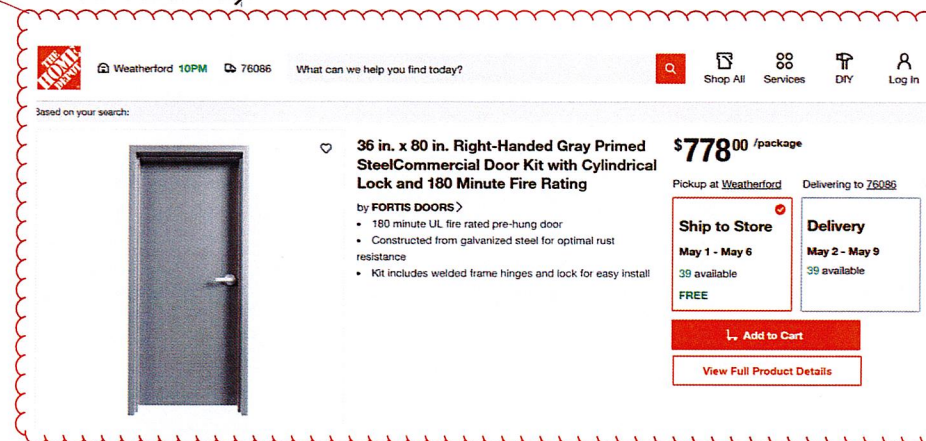 THE HOME DEPOT
Weatherford 10PM
76086
What can we help you find today?
Shop All
Services
DIY
Log In
Based on your search:
36 in. x 80 in. Right-Handed Gray Primed
SteelCommercial Door Kit with Cylindrical
Lock and 180 Minute Fire Rating
by FORTIS DOORS
• 180 minute UL fire rated pre-hung door
• Constructed from galvanized steel for optimal rust
resistance
• Kit includes welded frame hinges and lock for easy install
$778 00 /package
Pickup at Weatherford
Delivering to 76086
Ship to Store
May 1 - May 6
39 available
FREE
Delivery
May 2 - May 9
39 available
Add to Cart
View Full Product Details